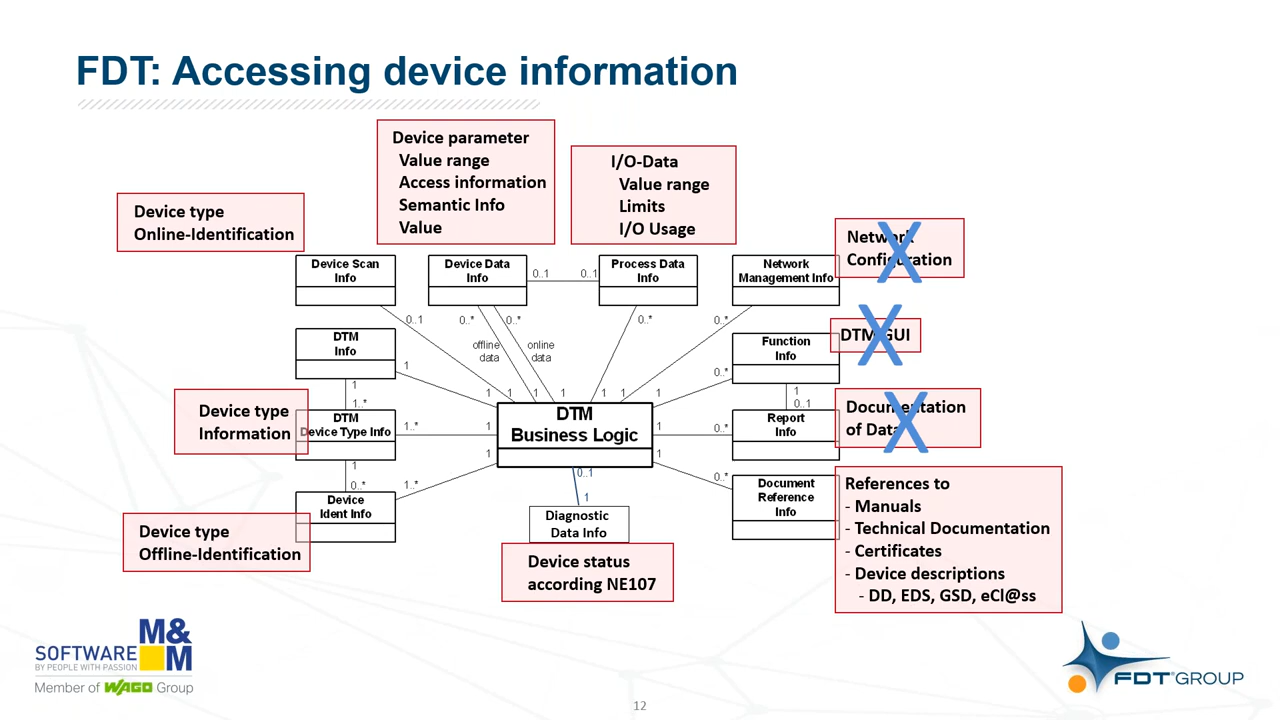 FDT: Accessing device information
Device parameter
Value range
Access information
Semantic Info
Value
I/O-Data
Value range
Limits
I/O Usage
Device type
Online-Identification
Network
Configuration
Device Scan
Info
Device Data
Info
0..1
0..1
Process Data
Info
Network
Management Info
0..1
0..*
0..*
0..*
0..*
offline
data
online
data
DTM
Info
1
Function
Info
DTM GUI
0..*
1
1..*
1
1
1
1
1
1
1
1
1
0..1
Device type
Information
DTM
Device Type Info
1..*
1
DTM
Business Logic
1
0..*
Report
Info
Documentation
of Data
1
0..*
1..*
1
1
0..*
Device
Ident Info
0..1
1
Document
Reference
Info
References to
- Manuals
- Technical Documentation
- Certificates
- Device descriptions
- DD, EDS, GSD, eCl@ss
Device type
Offline-Identification
Diagnostic
Data Info
Device status
according NE107
M&M
SOFTWARE
BY PEOPLE WITH PASSION
Member of WAGO Group
12
FDT® GROUP